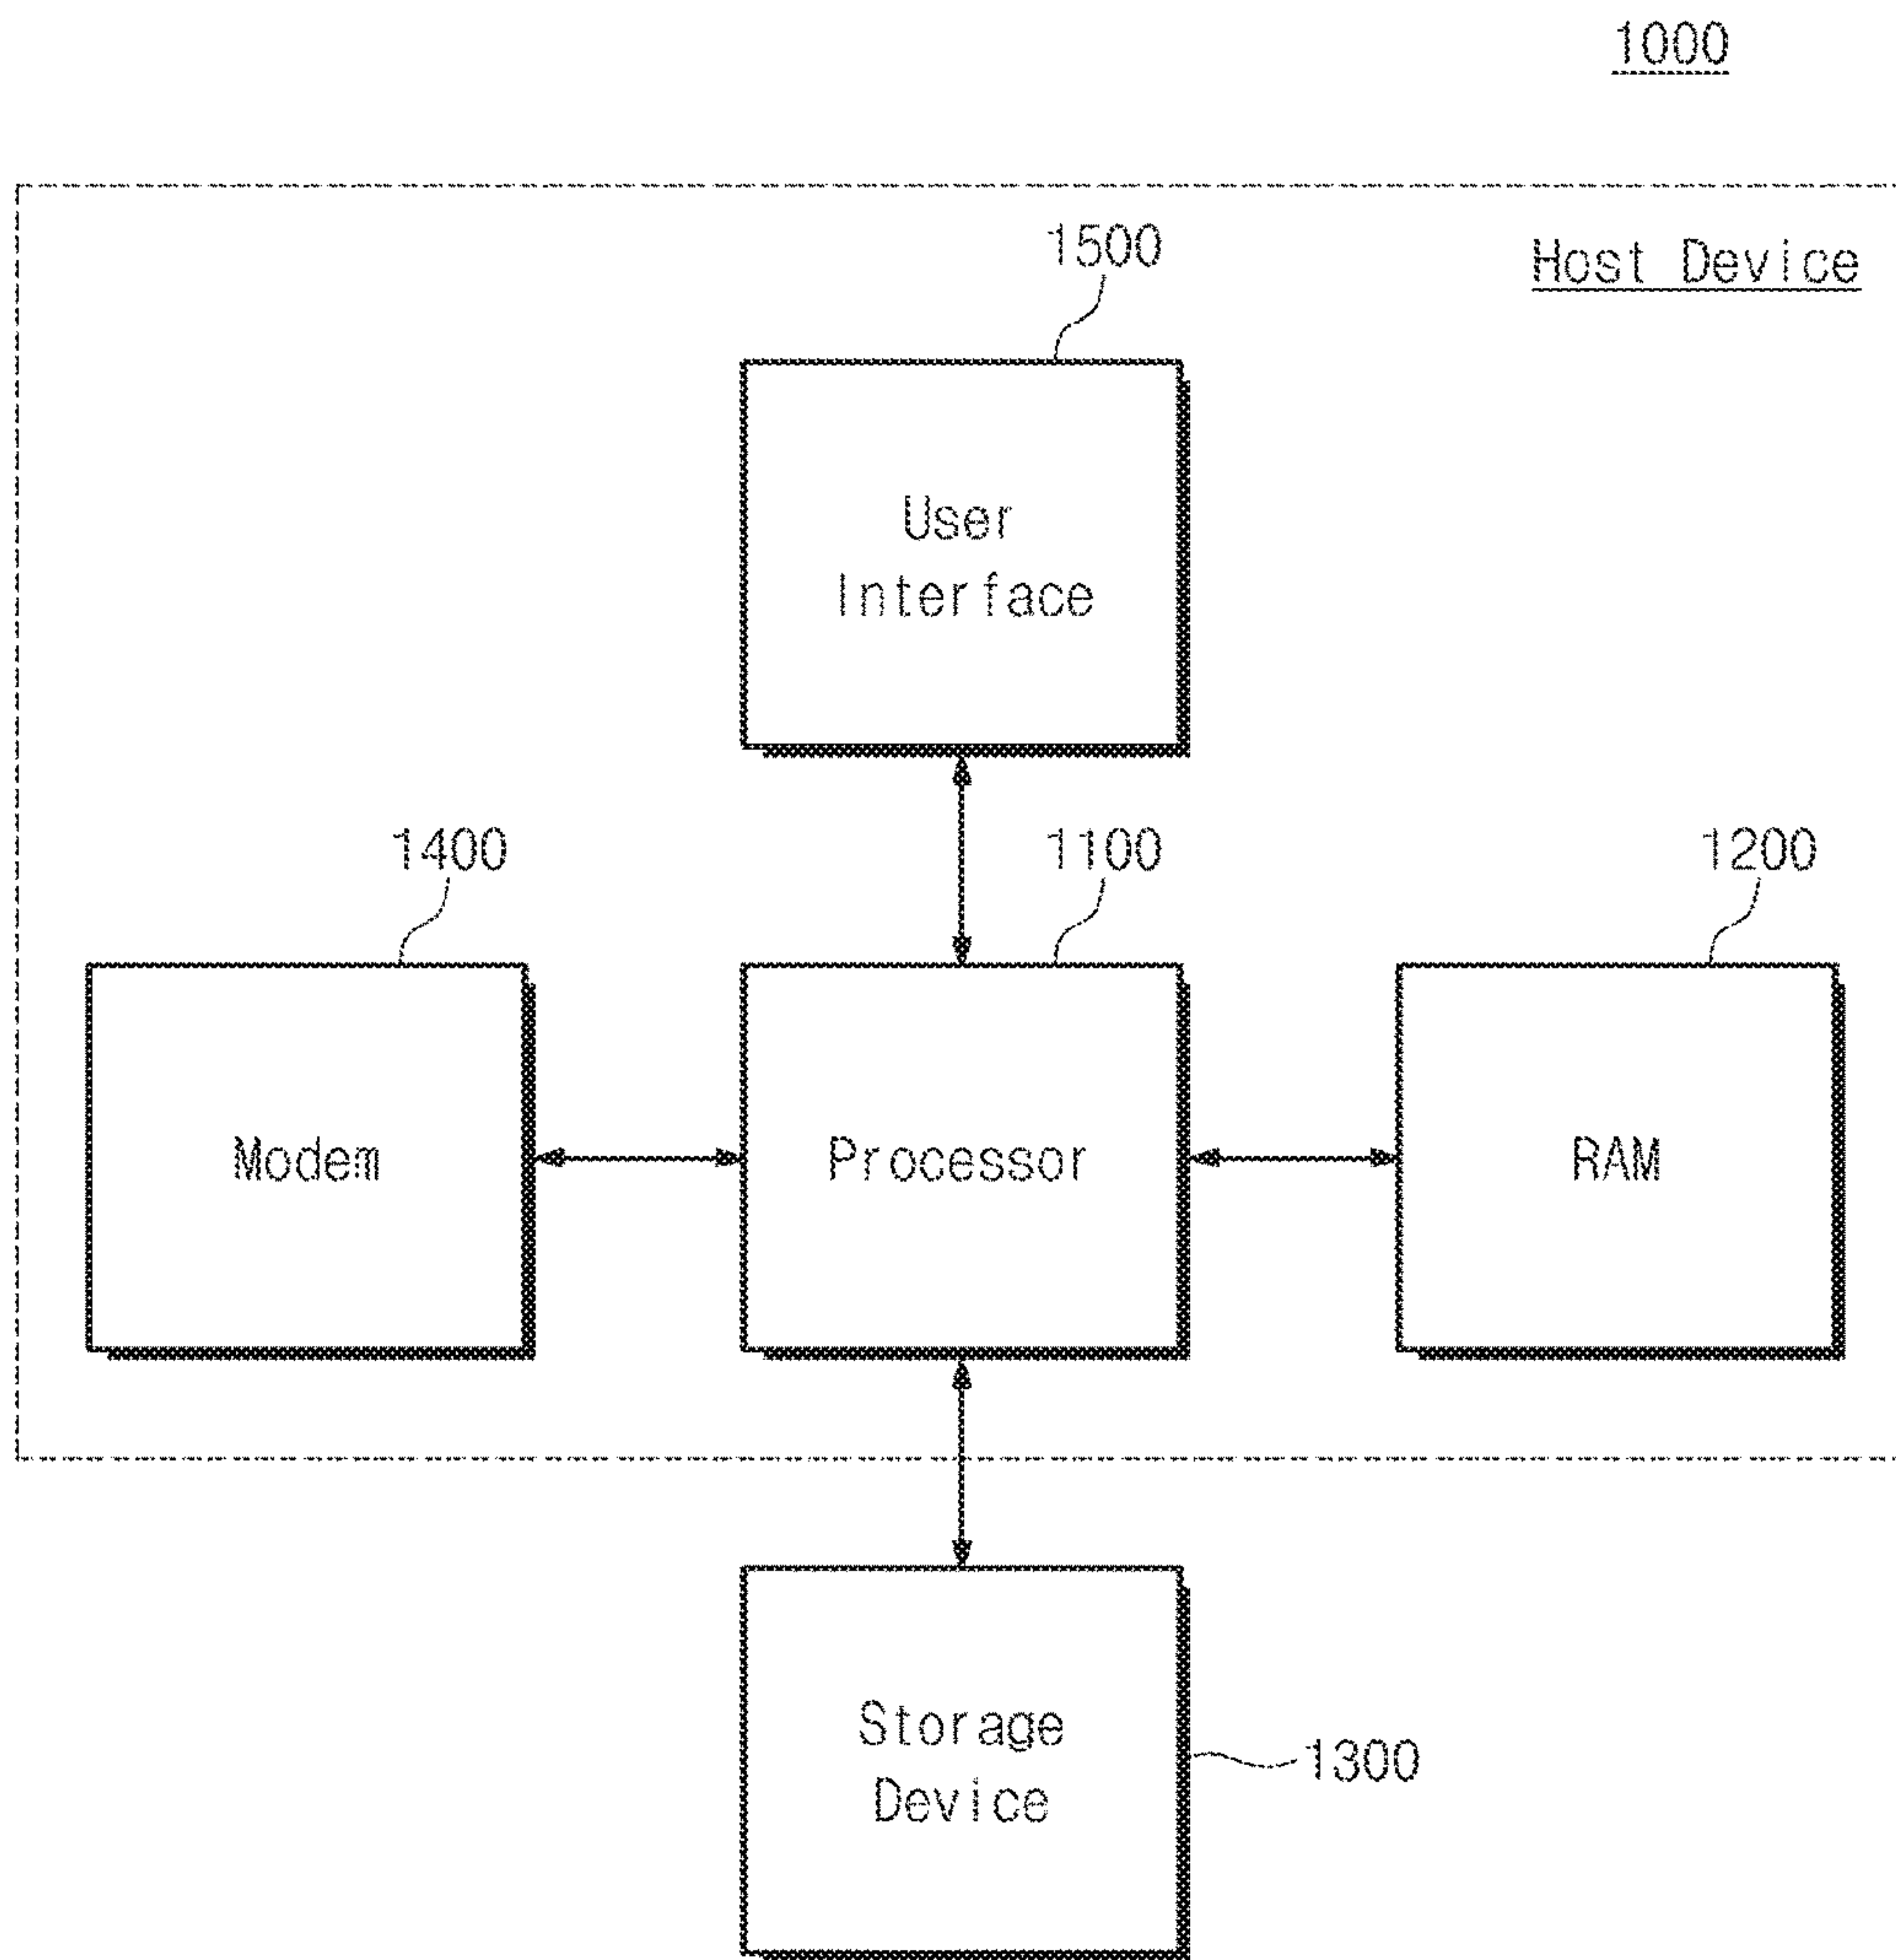 1000
Host Device
1500
User
Interface
1400
1100
1200
Modem
Processor
RAM
Storage
Device
1300